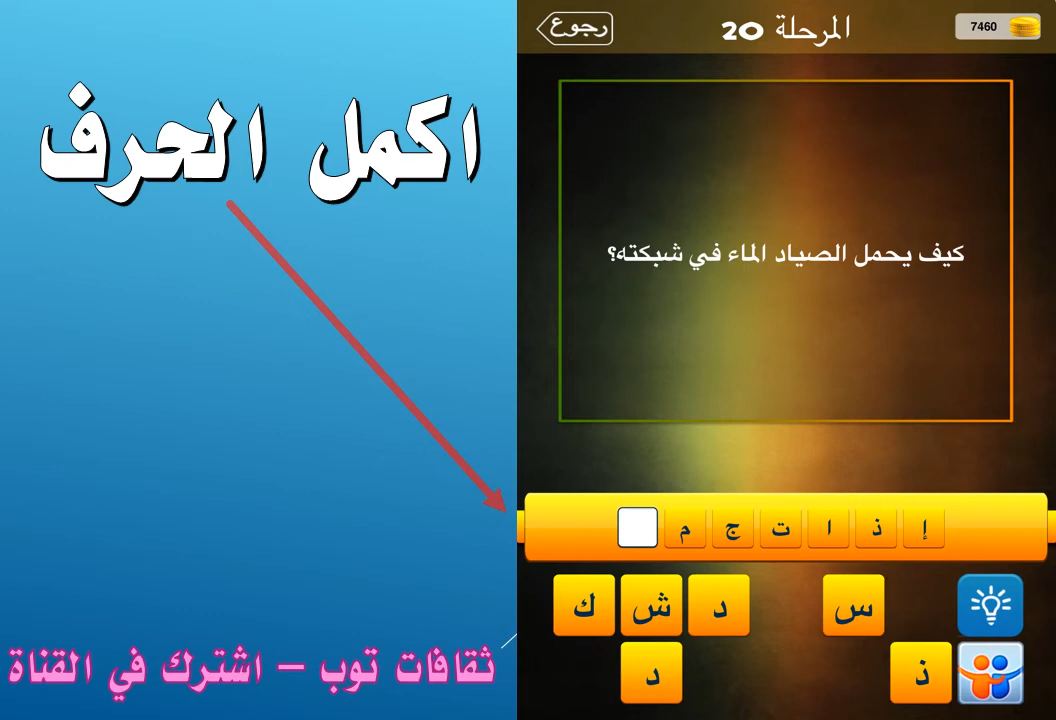 اكمل الحرف
ثقافات توب – اشترك في القناة
رجوع
المرحلة 20
7460
كيف يحمل الصياد الماء في شبكته؟
إ ذ ا ت ج م
س د ش ك
ذ د